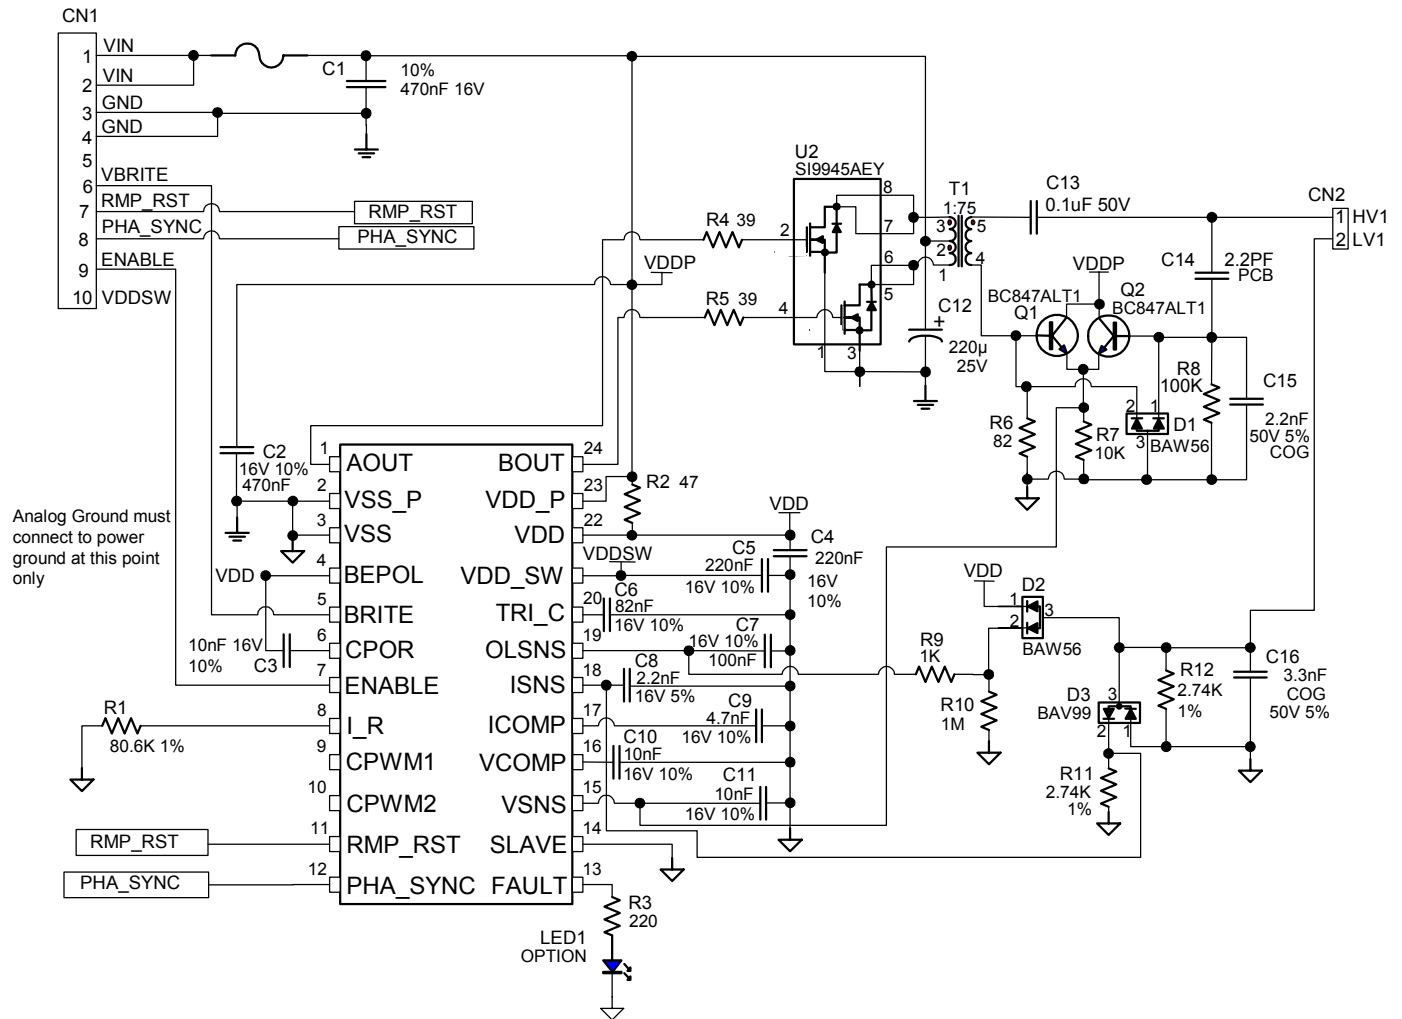 CN1
1 VIN
2 VIN
3 GND
4 GND
5
6 VBRITE
7 RMP_RST
8 PHA_SYNC
9 ENABLE
10 VDDSW
RMP_RST
PHA_SYNC
C1
10%
470nF 16V
U2
SI9945AEY
8
7
6
5
2
4
1
3
R4 39
R5 39
VDDP
T1
1:75
3
2
1
5
4
C12
+
220µ
25V
C13
0.1uF 50V
CN2
1 HV1
2 LV1
C14
2.2PF
PCB
VDDP
BC847ALT1
Q1
Q2
BC847ALT1
R6
82
R7
10K
2 1
3
D1
BAW56
R8
100K
C15
2.2nF
50V 5%
COG
C2
16V 10%
470nF
Analog Ground must
connect to power
ground at this point
only
VDD
10nF 16V
10%
C3
R1
80.6K 1%
RMP_RST
PHA_SYNC
1 AOUT
2 VSS_P
3 VSS
4 BEPOL
5 BRITE
6 CPOR
7 ENABLE
8 I_R
9 CPWM1
10 CPWM2
11 RMP_RST
12 PHA_SYNC
BOUT 24
VDD_P 23
VDD 22
VDD_SW
TRI_C 20
OLSNS 19
ISNS 18
ICOMP 17
VCOMP 16
VSNS 15
SLAVE 14
FAULT 13
R2 47
VDD
VDDSW
C4
220nF
16V
10%
C5
220nF
16V 10%
C6
82nF
16V 10%
C7
16V 10%
100nF
C8
2.2nF
16V 5%
C9
4.7nF
16V 10%
C10
10nF
16V 10%
C11
10nF
16V 10%
R3
220
LED1
OPTION
VDD
D2
1
2
3
BAW56
R9
1K
R10
1M
D3
BAV99
3
2
1
R11
2.74K
1%
R12
2.74K
1%
C16
3.3nF
COG
50V 5%